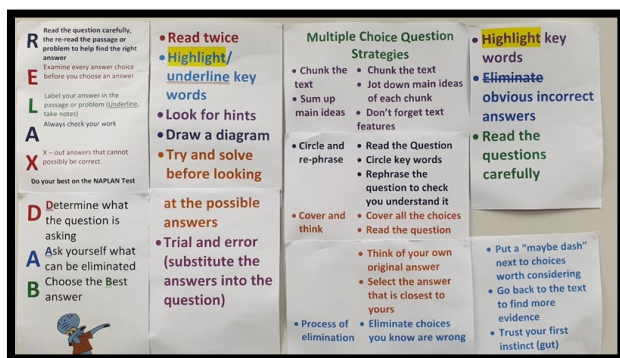 R Read the question carefully,
the re-read the passage or
problem to help find the right
answer
E Examine every answer choice
before you choose an answer
L Label your answer in the
passage or problem (Underline,
take notes)
A Always check your work
X X – out answers that cannot
possibly be correct.
Do your best on the NAPLAN Test
D Determine what
the question is
asking
A Ask yourself what
can be eliminated
B Choose the Best
answer
• Read twice
• Highlight/
underline key
words
• Look for hints
• Draw a diagram
• Try and solve
before looking
at the possible
answers
• Trial and error
(substitute the
answers into the
question)
Multiple Choice Question
Strategies
• Chunk the
text
• Sum up
main ideas
• Chunk the text
• Jot down main ideas
of each chunk
• Don't forget text
features
• Circle and
re-phrase
• Read the Question
• Circle key words
• Rephrase the
question to check
you understand it
• Cover and
think
• Cover all the choices
• Read the question
• Think of your own
original answer
• Select the answer
that is closest to
yours
• Process of
elimination
• Eliminate choices
you know are wrong
• Highlight key
words
• Eliminate
obvious incorrect
answers
• Read the
questions
carefully
• Put a "maybe dash"
next to choices
worth considering
• Go back to the text
to find more
evidence
• Trust your first
instinct (gut)